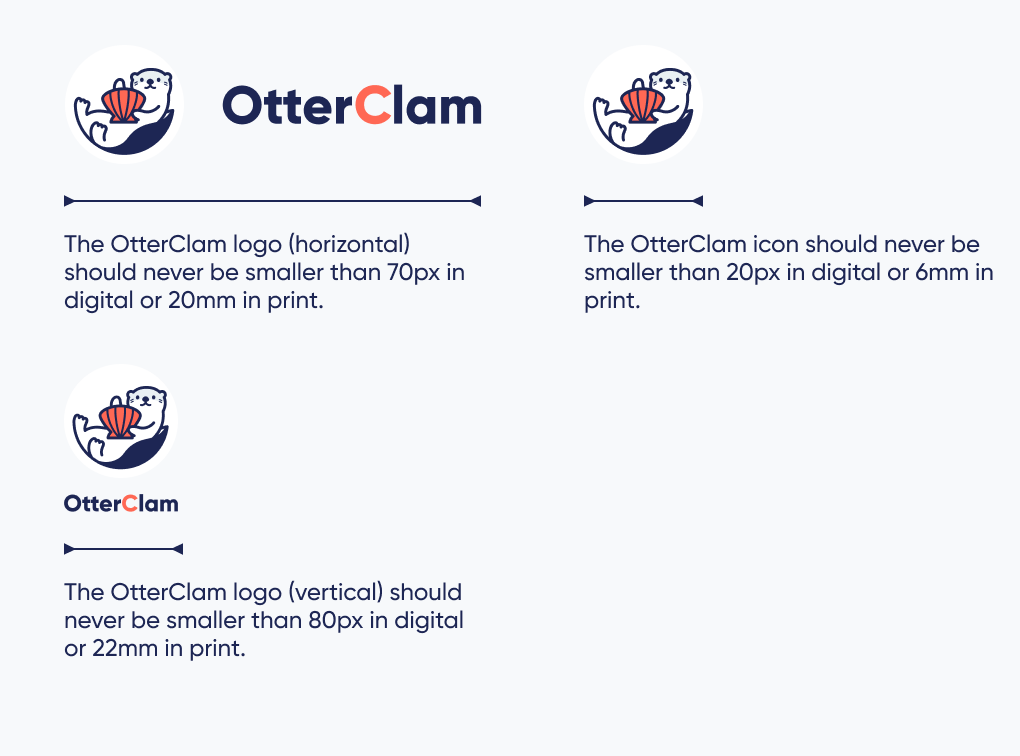 OtterClam
The OtterClam logo (horizontal)
should never be smaller than 70px in
digital or 20mm in print.
The OtterClam icon should never be
smaller than 20px in digital or 6mm in
print.
OtterClam
The OtterClam logo (vertical) should
never be smaller than 80px in digital
or 22mm in print.